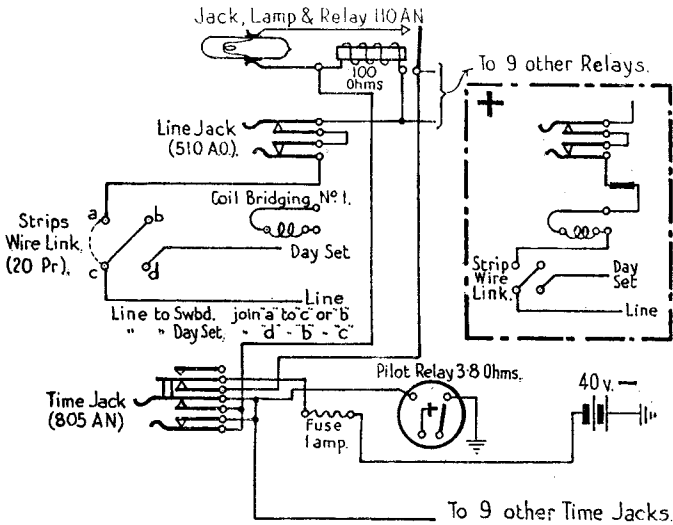 Jack, Lamp & Relay 110 AN
100
Ohms
To 9 other Relays.
Line Jack
(510 A.O.).
a
b
c
d
Strips
Wire Link.
(20 Pr).
Coil Bridging Nº 1.
Day Set
Line
Line to Swbd. join "a" to "c" or "b"
" " Day Set, " "d" - "b" - "c"
+
Strip
Wire
Link.
Day
Set
Line
Time Jack
(805 AN)
Pilot Relay 3·8 Ohms.
+
Fuse
1 amp.
40 v. –
To 9 other Time Jacks.